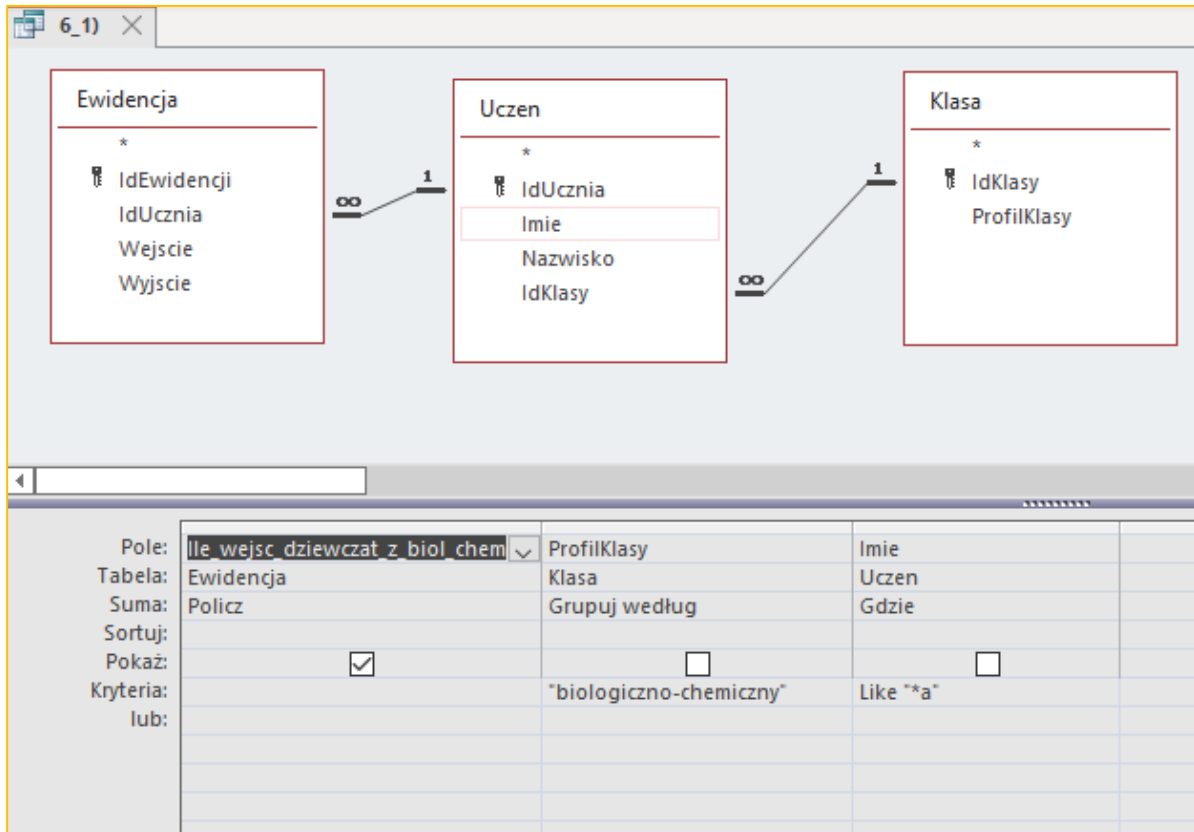 6_1)
Ewidencja
*
IdEwidencji
IdUcznia
Wejscie
Wyjscie
Uczen
*
IdUcznia
Imie
Nazwisko
IdKlasy
Klasa
*
IdKlasy
ProfilKlasy
∞ 1
∞ 1
Pole: Ile_wejsc_dziewczat_z_biol_chem ProfilKlasy Imie
Tabela: Ewidencja Klasa Uczen
Suma: Policz Grupuj według Gdzie
Sortuj:
Pokaż:
Kryteria: "biologiczno-chemiczny" Like "*a"
lub: